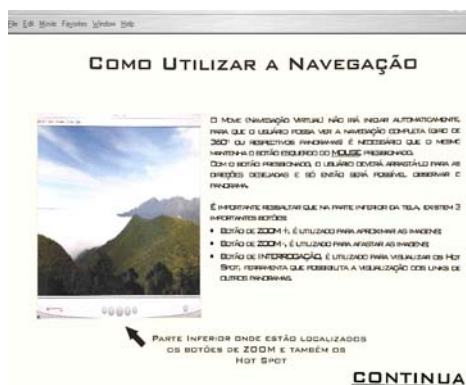 File Edit Movie Favorites Window Help
COMO UTILIZAR A NAVEGAÇÃO
O MOVIE (NAVEGAÇÃO VIRTUAL) NÃO IRÁ INICIAR AUTOMATICAMENTE,
PARA QUE O USUÁRIO POSSA VER A NAVEGAÇÃO COMPLETA (GIRO DE
360º OU RESPECTIVOS PANORAMAS) É NECESSÁRIO QUE O MESMO
MANTENHA O BOTÃO ESQUERDO DO MOUSE PRESSIONADO.
COM O BOTÃO PRESSIONADO, O USUÁRIO DEVERÁ ARRASTÁ-LO PARA AS
DIREÇÕES DESEJADAS E SÓ ENTÃO SERÁ POSSÍVEL OBSERVAR O
PANORAMA.
É IMPORTANTE RESSALTAR QUE NA PARTE INFERIOR DA TELA, EXISTEM 3
IMPORTANTES BOTÕES:
• BOTÃO DE ZOOM +, É UTILIZADO PARA APROXIMAR AS IMAGENS;
• BOTÃO DE ZOOM -, É UTILIZADO PARA AFASTAR AS IMAGENS;
• BOTÃO DE INTERROGAÇÃO, É UTILIZADO PARA VISUALIZAR OS HOT
SPOT, FERRAMENTA QUE POSSIBILITA A VISUALIZAÇÃO DOS LINKS DE
OUTROS PANORAMAS.
PARTE INFERIOR ONDE ESTÃO LOCALIZADOS
OS BOTÕES DE ZOOM E TAMBÉM OS
HOT SPOT
CONTINUA